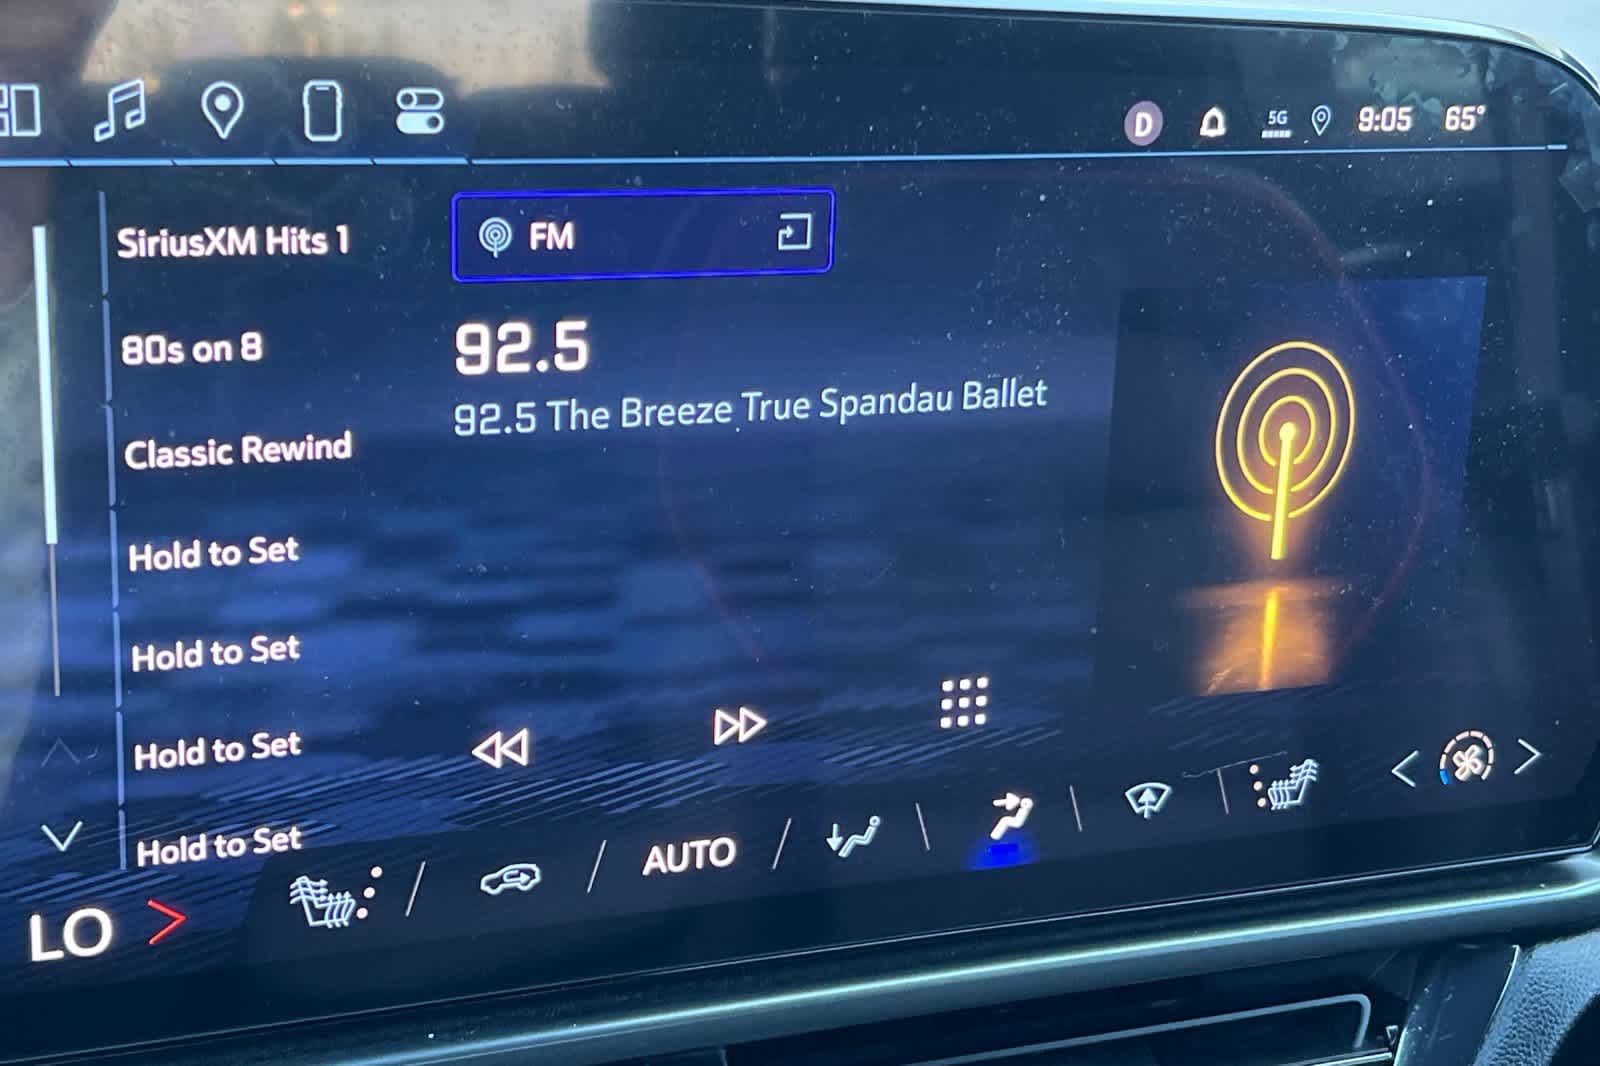 D
5G
9:05
65°
SiriusXM Hits 1
80s on 8
Classic Rewind
Hold to Set
Hold to Set
Hold to Set
Hold to Set
FM
92.5
92.5 The Breeze True Spandau Ballet
LO
AUTO